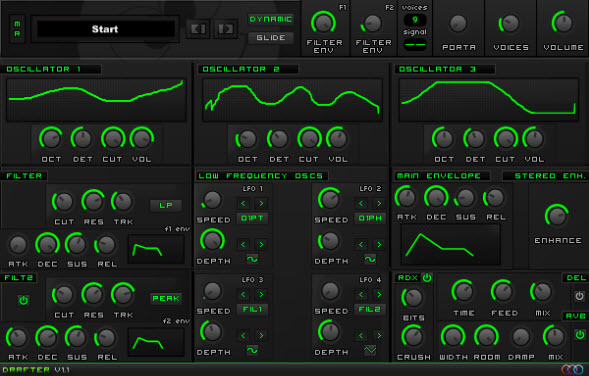 MR
Start
DYNAMIC
GLIDE
F1
FILTER ENV
F2
FILTER ENV
voices
9
signal
PORTA
VOICES
VOLUME
OSCILLATOR 1
OCT DET CUT VOL
OSCILLATOR 2
OCT DET CUT VOL
OSCILLATOR 3
OCT DET CUT VOL
FILTER
CUT RES TRK
LP
f1 env
ATK DEC SUS REL
LOW FREQUENCY OSCS
LFO 1
SPEED
O1PT
DEPTH
LFO 2
SPEED
O1PH
DEPTH
MAIN ENVELOPE
ATK DEC SUS REL
STEREO ENH.
ENHANCE
FILT2
CUT RES TRK
PEAK
f2 env
ATK DEC SUS REL
LFO 3
SPEED
FIL1
DEPTH
LFO 4
SPEED
FIL2
DEPTH
RDX
BITS
CRUSH
DEL
TIME FEED MIX
RVB
WIDTH ROOM DAMP MIX
DRAFTER V1.1